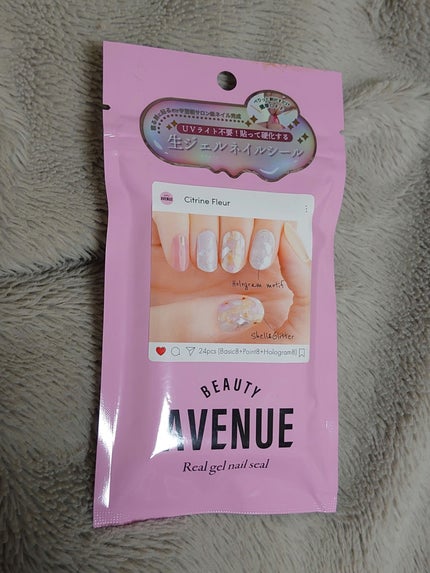 UVライト不要！貼って硬化する
生ジェルネイルシール
AVENUE
Citrine Fleur
Hologram motif
Shell&Glitter
24pcs (Basic8+Point8+Hologram8)
BEAUTY
AVENUE
Real gel nail seal